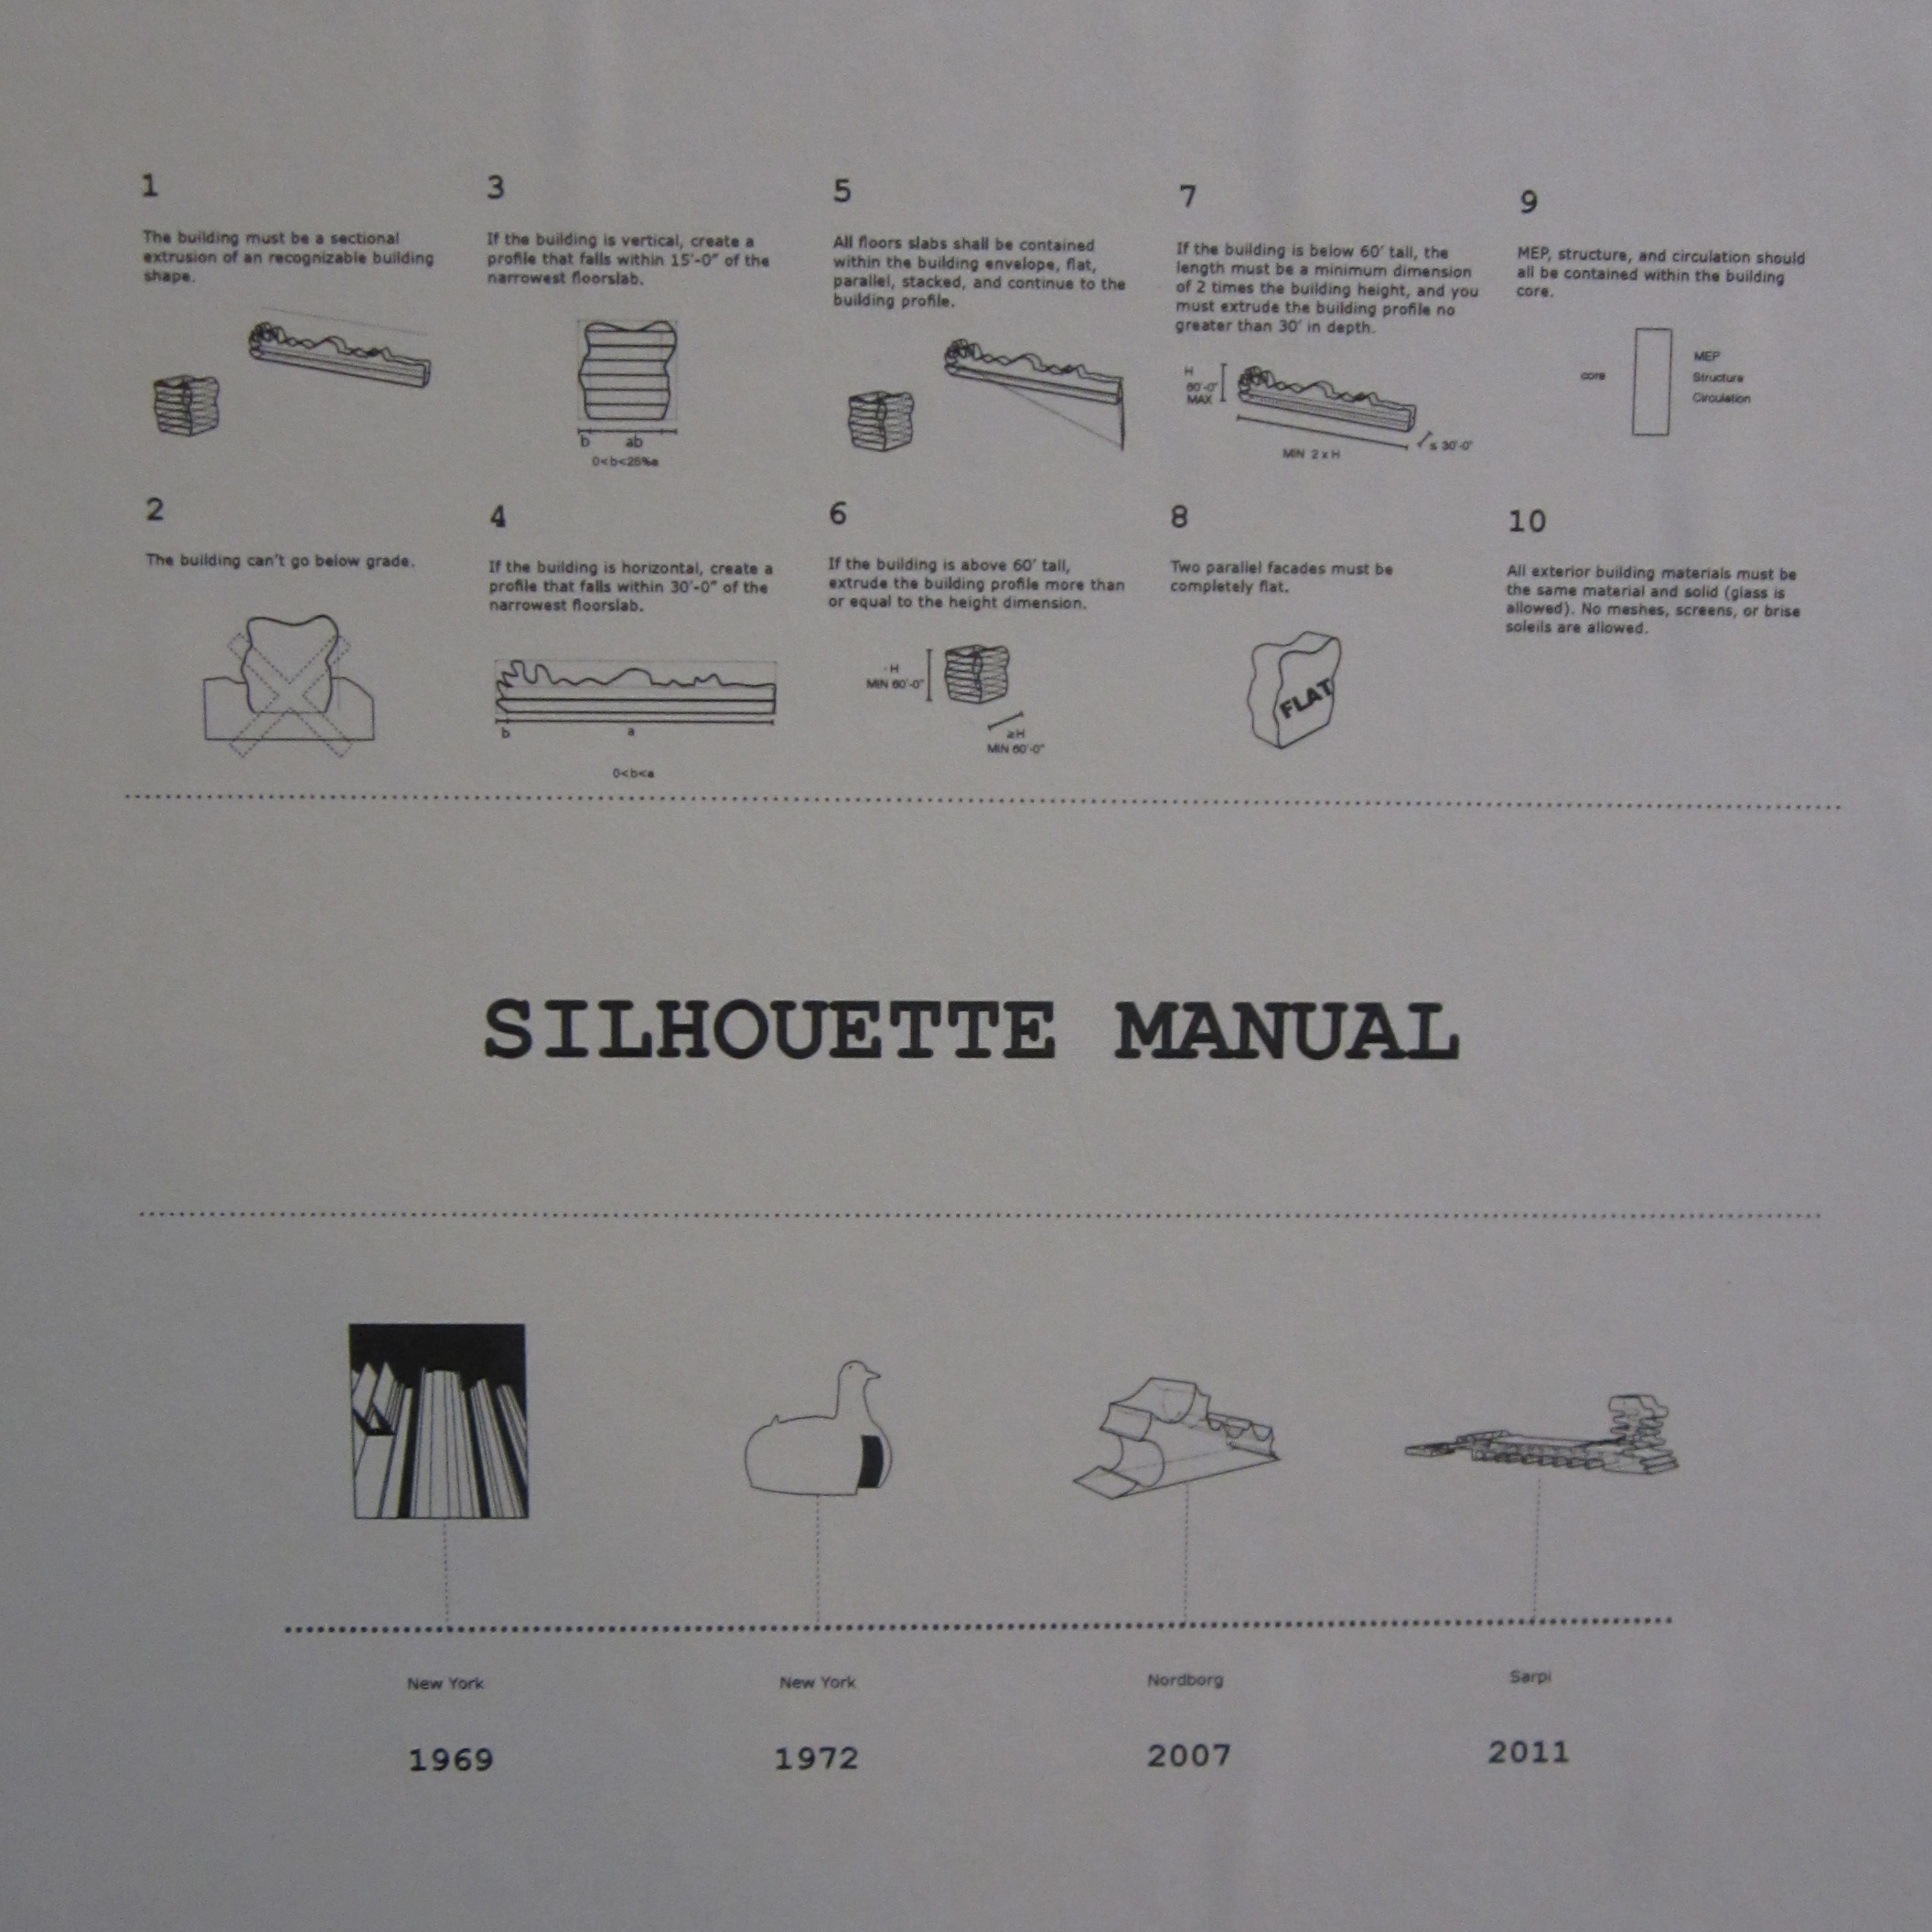 1
The building must be a sectional
extrusion of an recognizable building
shape.
2
The building can't go below grade.
3
If the building is vertical, create a
profile that falls within 15'-0" of the
narrowest floorslab.
b ab
0<b<25%a
4
If the building is horizontal, create a
profile that falls within 30'-0" of the
narrowest floorslab.
b a
0<b<a
5
All floors slabs shall be contained
within the building envelope, flat,
parallel, stacked, and continue to the
building profile.
6
If the building is above 60' tall,
extrude the building profile more than
or equal to the height dimension.
H
MIN 60'-0"
≥H
MIN 60'-0"
7
If the building is below 60' tall, the
length must be a minimum dimension
of 2 times the building height, and you
must extrude the building profile no
greater than 30' in depth.
H
60'-0"
MAX
MIN 2 x H
≤ 30'-0"
8
Two parallel facades must be
completely flat.
FLAT
9
MEP, structure, and circulation should
all be contained within the building
core.
core
MEP
Structure
Circulation
10
All exterior building materials must be
the same material and solid (glass is
allowed). No meshes, screens, or brise
soleils are allowed.
SILHOUETTE MANUAL
New York
1969
New York
1972
Nordborg
2007
Sarpi
2011